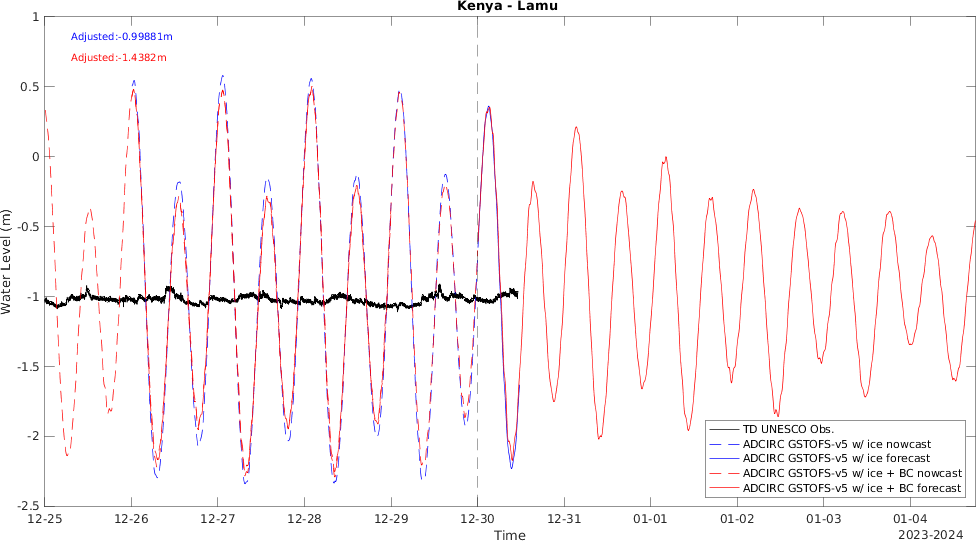 Kenya - Lamu
Adjusted:-0.99881m
Adjusted:-1.4382m
1
0.5
0
-0.5
-1
-1.5
-2
-2.5
Water Level (m)
TD UNESCO Obs.
ADCIRC GSTOFS-v5 w/ ice nowcast
ADCIRC GSTOFS-v5 w/ ice forecast
ADCIRC GSTOFS-v5 w/ ice + BC nowcast
ADCIRC GSTOFS-v5 w/ ice + BC forecast
12-25 12-26 12-27 12-28 12-29 12-30 12-31 01-01 01-02 01-03 01-04
Time
2023-2024